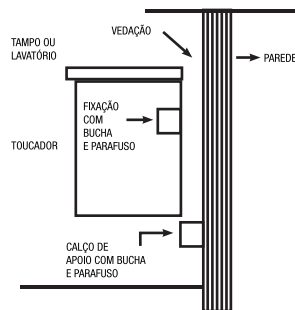 VEDAÇÃO
TAMPO OU
LAVATÓRIO
PAREDE
FIXAÇÃO
COM
BUCHA
E PARAFUSO
TOUCADOR
CALÇO DE
APOIO COM BUCHA
E PARAFUSO